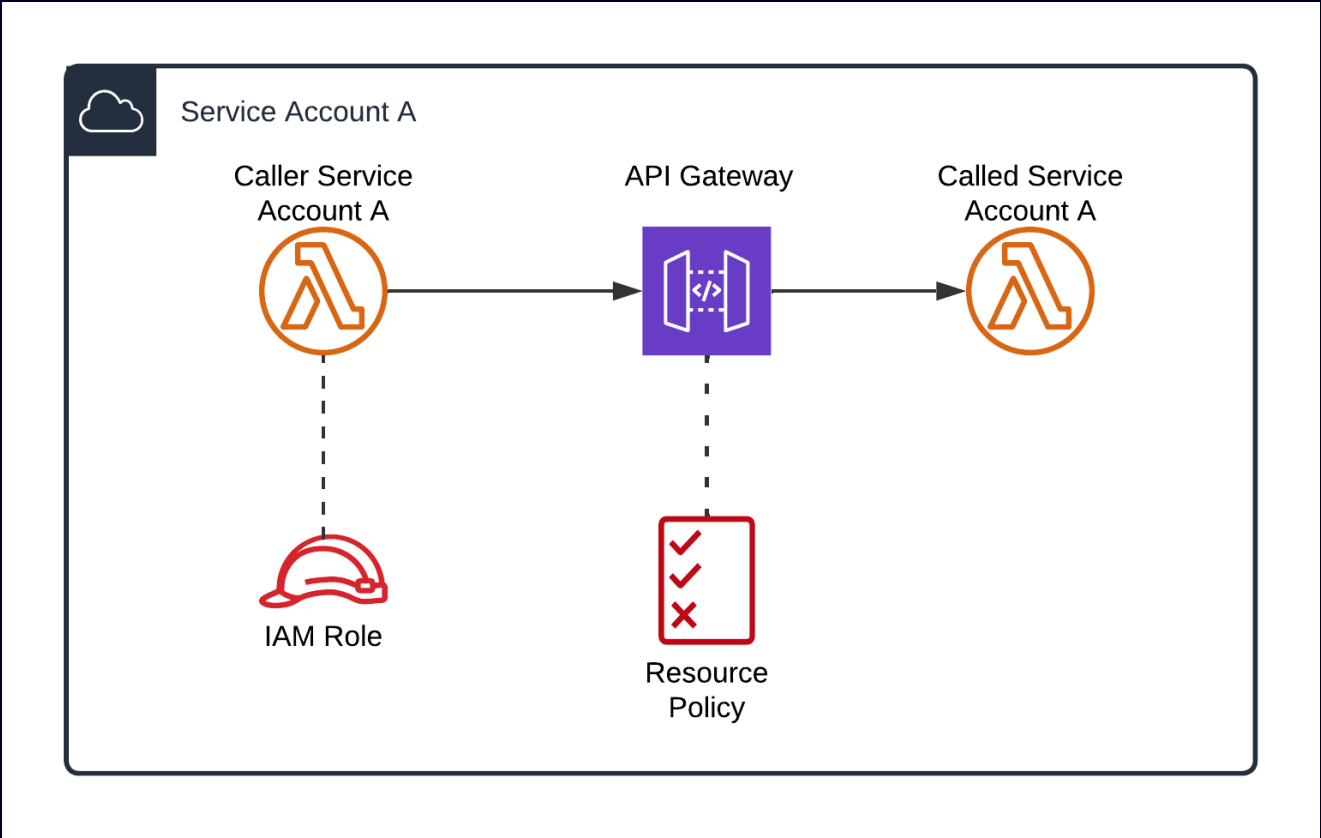 Service Account A
Caller Service
Account A
API Gateway
Called Service
Account A
</>
IAM Role
Resource
Policy